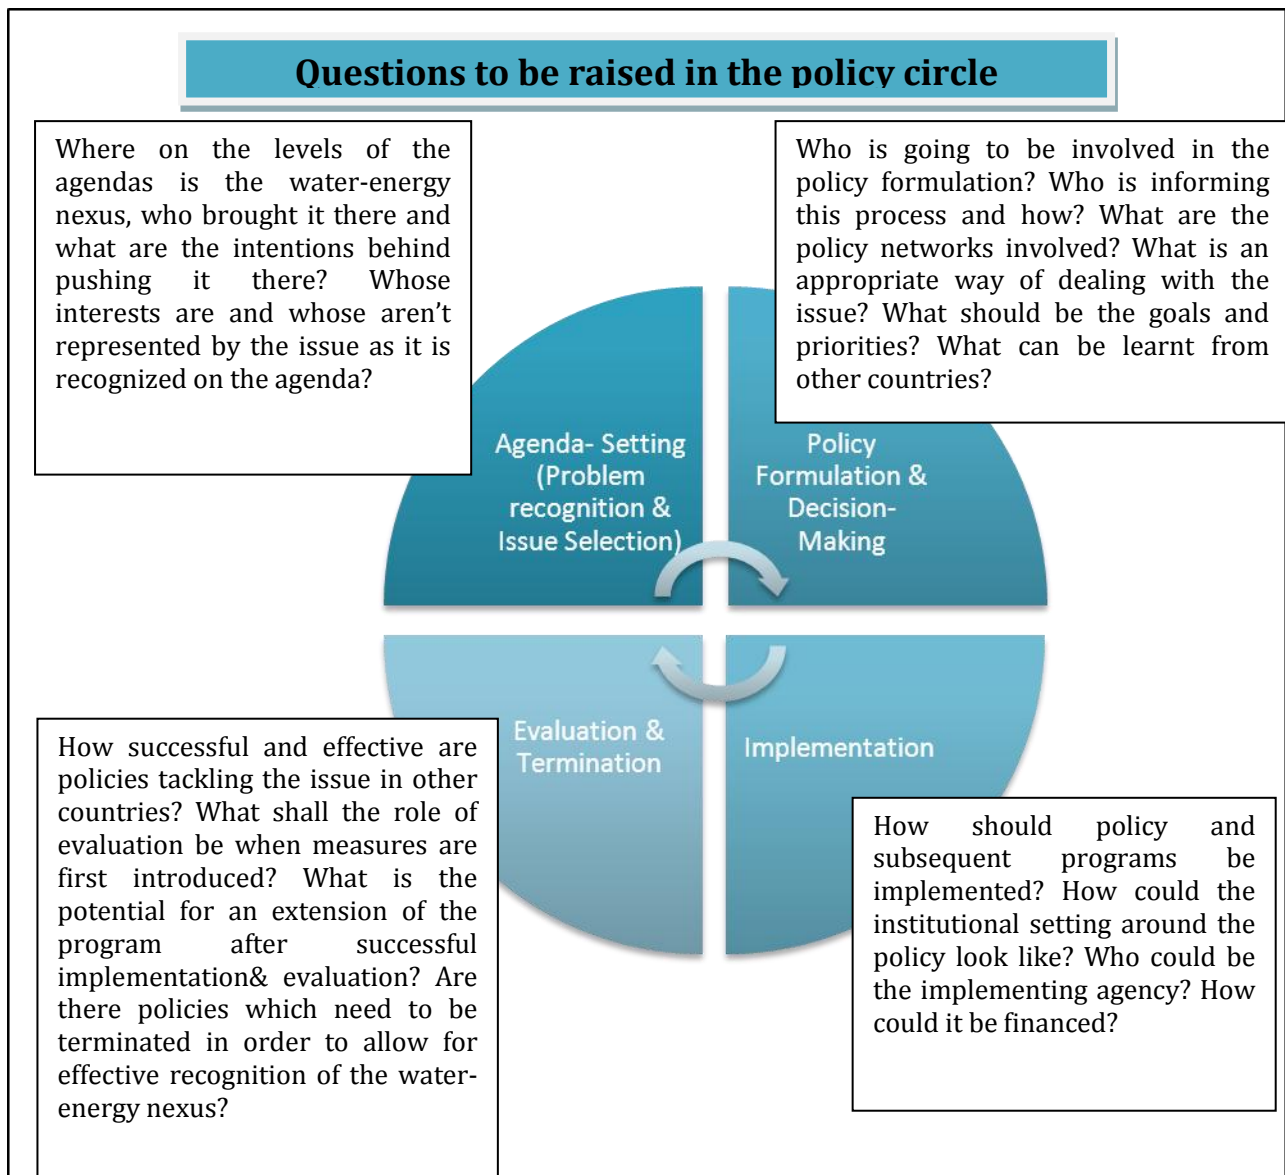 Questions to be raised in the policy circle
Where on the levels of the
agendas is the water-energy
nexus, who brought it there and
what are the intentions behind
pushing it there? Whose
interests are and whose aren’t
represented by the issue as it is
recognized on the agenda?
Who is going to be involved in the
policy formulation? Who is informing
this process and how? What are the
policy networks involved? What is an
appropriate way of dealing with the
issue? What should be the goals and
priorities? What can be learnt from
other countries?
Agenda- Setting
(Problem
recognition &
Issue Selection)
Policy
Formulation &
Decision-
Making
Evaluation &
Termination
Implementation
How successful and effective are
policies tackling the issue in other
countries? What shall the role of
evaluation be when measures are
first introduced? What is the
potential for an extension of the
program after successful
implementation& evaluation? Are
there policies which need to be
terminated in order to allow for
effective recognition of the water-
energy nexus?
How should policy and
subsequent programs be
implemented? How could the
institutional setting around the
policy look like? Who could be
the implementing agency? How
could it be financed?